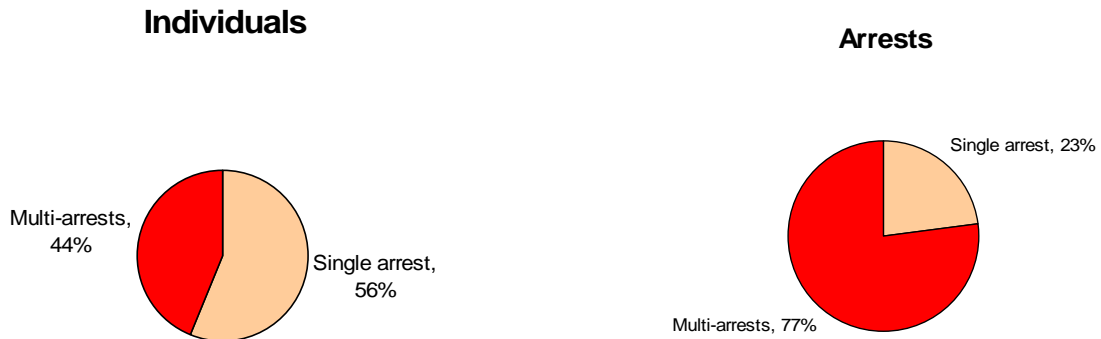 Individuals
Arrests
Multi-arrests,
44%
Single arrest,
56%
Single arrest, 23%
Multi-arrests, 77%